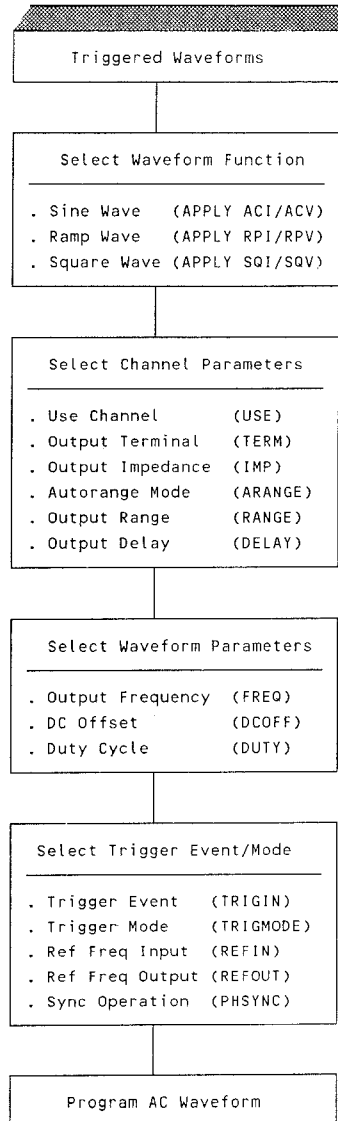 Triggered Waveforms
Select Waveform Function
. Sine Wave (APPLY ACI/ACV)
. Ramp Wave (APPLY RPI/RPV)
. Square Wave (APPLY SQI/SQV)
Select Channel Parameters
. Use Channel (USE)
. Output Terminal (TERM)
. Output Impedance (IMP)
. Autorange Mode (ARANGE)
. Output Range (RANGE)
. Output Delay (DELAY)
Select Waveform Parameters
. Output Frequency (FREQ)
. DC Offset (DCOFF)
. Duty Cycle (DUTY)
Select Trigger Event/Mode
. Trigger Event (TRIGIN)
. Trigger Mode (TRIGMODE)
. Ref Freq Input (REFIN)
. Ref Freq Output (REFOUT)
. Sync Operation (PHSYNC)
Program AC Waveform